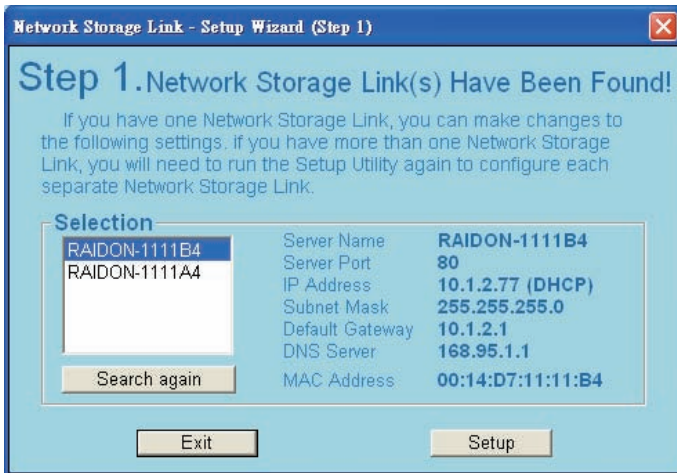 Network Storage Link - Setup Wizard (Step 1)
Step 1.Network Storage Link(s) Have Been Found!
If you have one Network Storage Link, you can make changes to
the following settings. if you have more than one Network Storage
Link, you will need to run the Setup Utility again to configure each
separate Network Storage Link.
Selection
RAIDON-1111B4
RAIDON-1111A4
Search again
Server Name RAIDON-1111B4
Server Port 80
IP Address 10.1.2.77 (DHCP)
Subnet Mask 255.255.255.0
Default Gateway 10.1.2.1
DNS Server 168.95.1.1
MAC Address 00:14:D7:11:11:B4
Exit
Setup